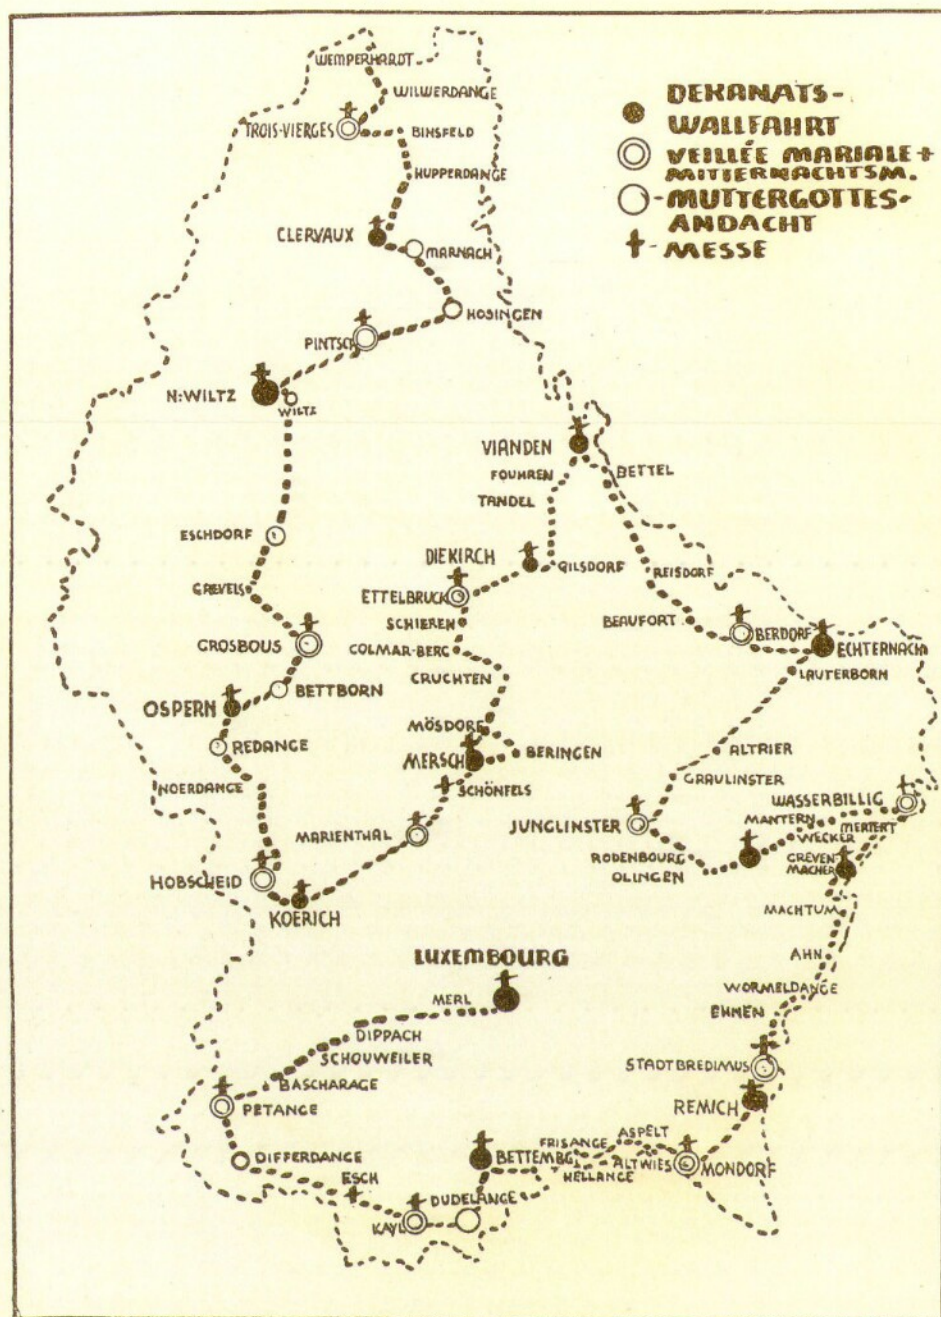 WEMPERHARDT
WILWERDANGE
TROIS-VIERGES
BINSFELD
HUPPERDANGE
CLERVAUX
MARNACH
HOSINGEN
PINTSCH
N:WILTZ
WILTZ
DEKANATS-
WALLFAHRT
VEILLÉE MARIALE +
MITTERNACHTSM.
MUTTERGOTTES-
ANDACHT
MESSE
VIANDEN
FOUHREN
BETTEL
TANDEL
ESCHDORF
DIEKIRCH
GILSDORF
REISDORF
GREVELS
ETTELBRUCK
SCHIEREN
BEAUFORT
BERDORF
GROSBOUS
COLMAR-BERG
ECHTERNACH
LAUTERBORN
CRUCHTEN
BETTBORN
OSPERN
MÖSDORF
REDANGE
MERSCH
BERINGEN
ALTRIER
NOERDANGE
SCHÖNFELS
GRAULINSTER
WASSERBILLIG
MANTERN
MERTERT
MARIENTHAL
JUNGLINSTER
WECKER
RODENBOURG
OLINGEN
GREVEN-
MACHER
HOBSCHEID
KOERICH
MACHTUM
LUXEMBOURG
AHN
MERL
WORMELDANGE
EHNEN
DIPPACH
SCHOUWEILER
STADTBREDIMUS
BASCHARAGE
PETANGE
REMICH
ASPELT
FRISANGE
DIFFERDANGE
BETTEMBG.
ALTWIES
MONDORF
HELLANGE
ESCH
DUDELANGE
KAYL